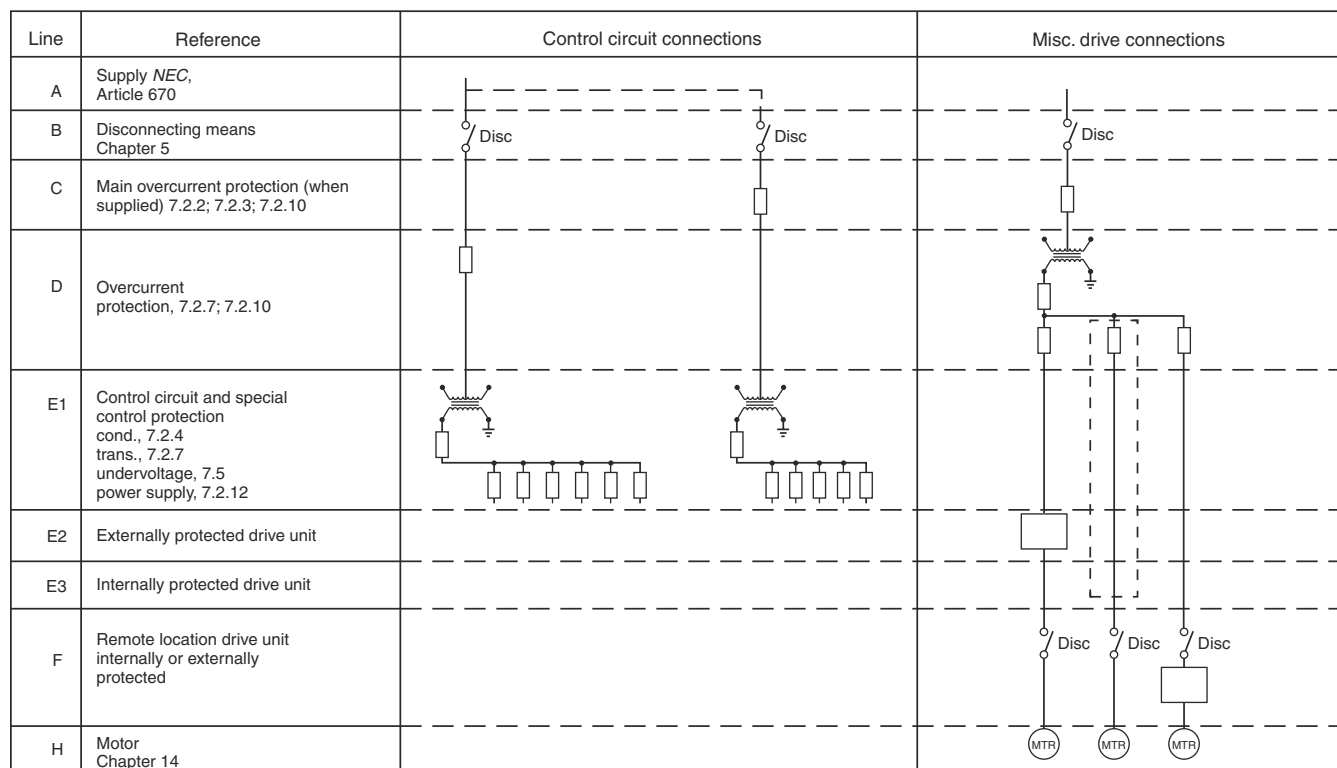 Line Reference Control circuit connections Misc. drive connections
A Supply NEC,
Article 670
B Disconnecting means
Chapter 5
Disc Disc Disc
C Main overcurrent protection (when
supplied) 7.2.2; 7.2.3; 7.2.10
D Overcurrent
protection, 7.2.7; 7.2.10
E1 Control circuit and special
control protection
cond., 7.2.4
trans., 7.2.7
undervoltage, 7.5
power supply, 7.2.12
E2 Externally protected drive unit
E3 Internally protected drive unit
F Remote location drive unit
internally or externally
protected
Disc Disc Disc
H Motor
Chapter 14
MTR MTR MTR